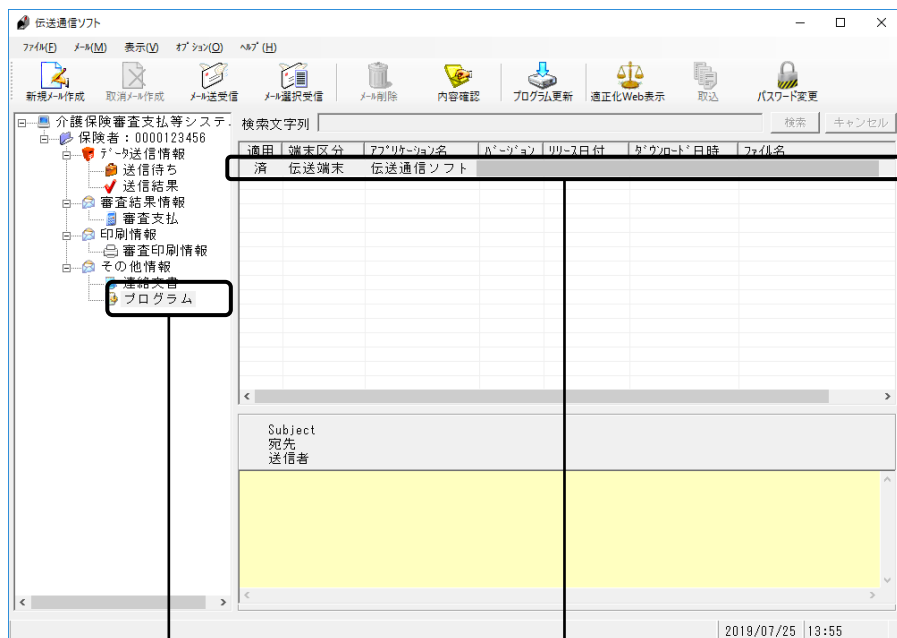 伝送通信ソフト
ファイル(F) メール(M) 表示(V) オプション(O) ヘルプ(H)
新規メール作成 取消メール作成 メール送受信 メール選択受信 メール削除 内容確認 プログラム更新 適正化Web表示 取込 パスワード変更
介護保険審査支払等システ
検索文字列 検索 キャンセル
保険者：0000123456
適用 端末区分 アプリケーション名 バージョン リリース日付 ダウンロード日時 ファイル名
済 伝送端末 伝送通信ソフト
データ送信情報
送信待ち
送信結果
審査結果情報
審査支払
印刷情報
審査印刷情報
その他情報
連絡文書
プログラム
Subject
宛先
送信者
2019/07/25 13:55